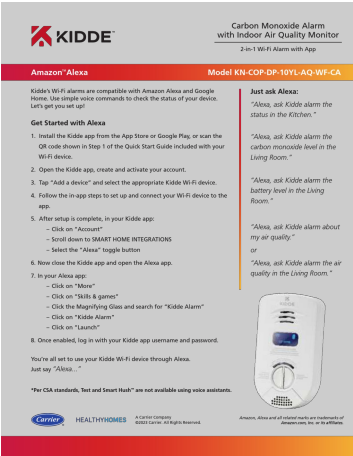 KIDDE
Carbon Monoxide Alarm
with Indoor Air Quality Monitor
2-in-1 Wi-Fi Alarm with App
Amazon™Alexa
Model KN-COP-DP-10YL-AQ-WF-CA
Kidde's Wi-Fi alarms are compatible with Amazon Alexa and Google
Home. Use simple voice commands to check the status of your device.
Let's get you set up!
Get Started with Alexa
1. Install the Kidde app from the App Store or Google Play, or scan the
QR code shown in Step 1 of the Quick Start Guide included with your
Wi-Fi device.
2. Open the Kidde app, create and activate your account.
3. Tap “Add a device” and select the appropriate Kidde Wi-Fi device.
4. Follow the in-app steps to set up and connect your Wi-Fi device to the
app.
5. After setup is complete, in your Kidde app:
– Click on “Account”
– Scroll down to SMART HOME INTEGRATIONS
– Select the “Alexa” toggle button
6. Now close the Kidde app and open the Alexa app.
7. In your Alexa app:
– Click on “More”
– Click on “Skills & games”
– Click the Magnifying Glass and search for “Kidde Alarm”
– Click on “Kidde Alarm”
– Click on “Launch”
8. Once enabled, log in with your Kidde app username and password.
You're all set to use your Kidde Wi-Fi device through Alexa.
Just say “Alexa...”
*Per CSA standards, Test and Smart Hush™ are not available using voice assistants.
Just ask Alexa:
“Alexa, ask Kidde alarm the
status in the Kitchen.”
“Alexa, ask Kidde alarm the
carbon monoxide level in the
Living Room.”
“Alexa, ask Kidde alarm the
battery level in the Living
Room.”
“Alexa, ask Kidde alarm about
my air quality.”
or
“Alexa, ask Kidde alarm the air
quality in the Living Room.”
KIDDE
Carrier
HEALTHYHOMES
A Carrier Company
©2023 Carrier. All Rights Reserved.
Amazon, Alexa and all related marks are trademarks of
Amazon.com, Inc. or its affiliates.